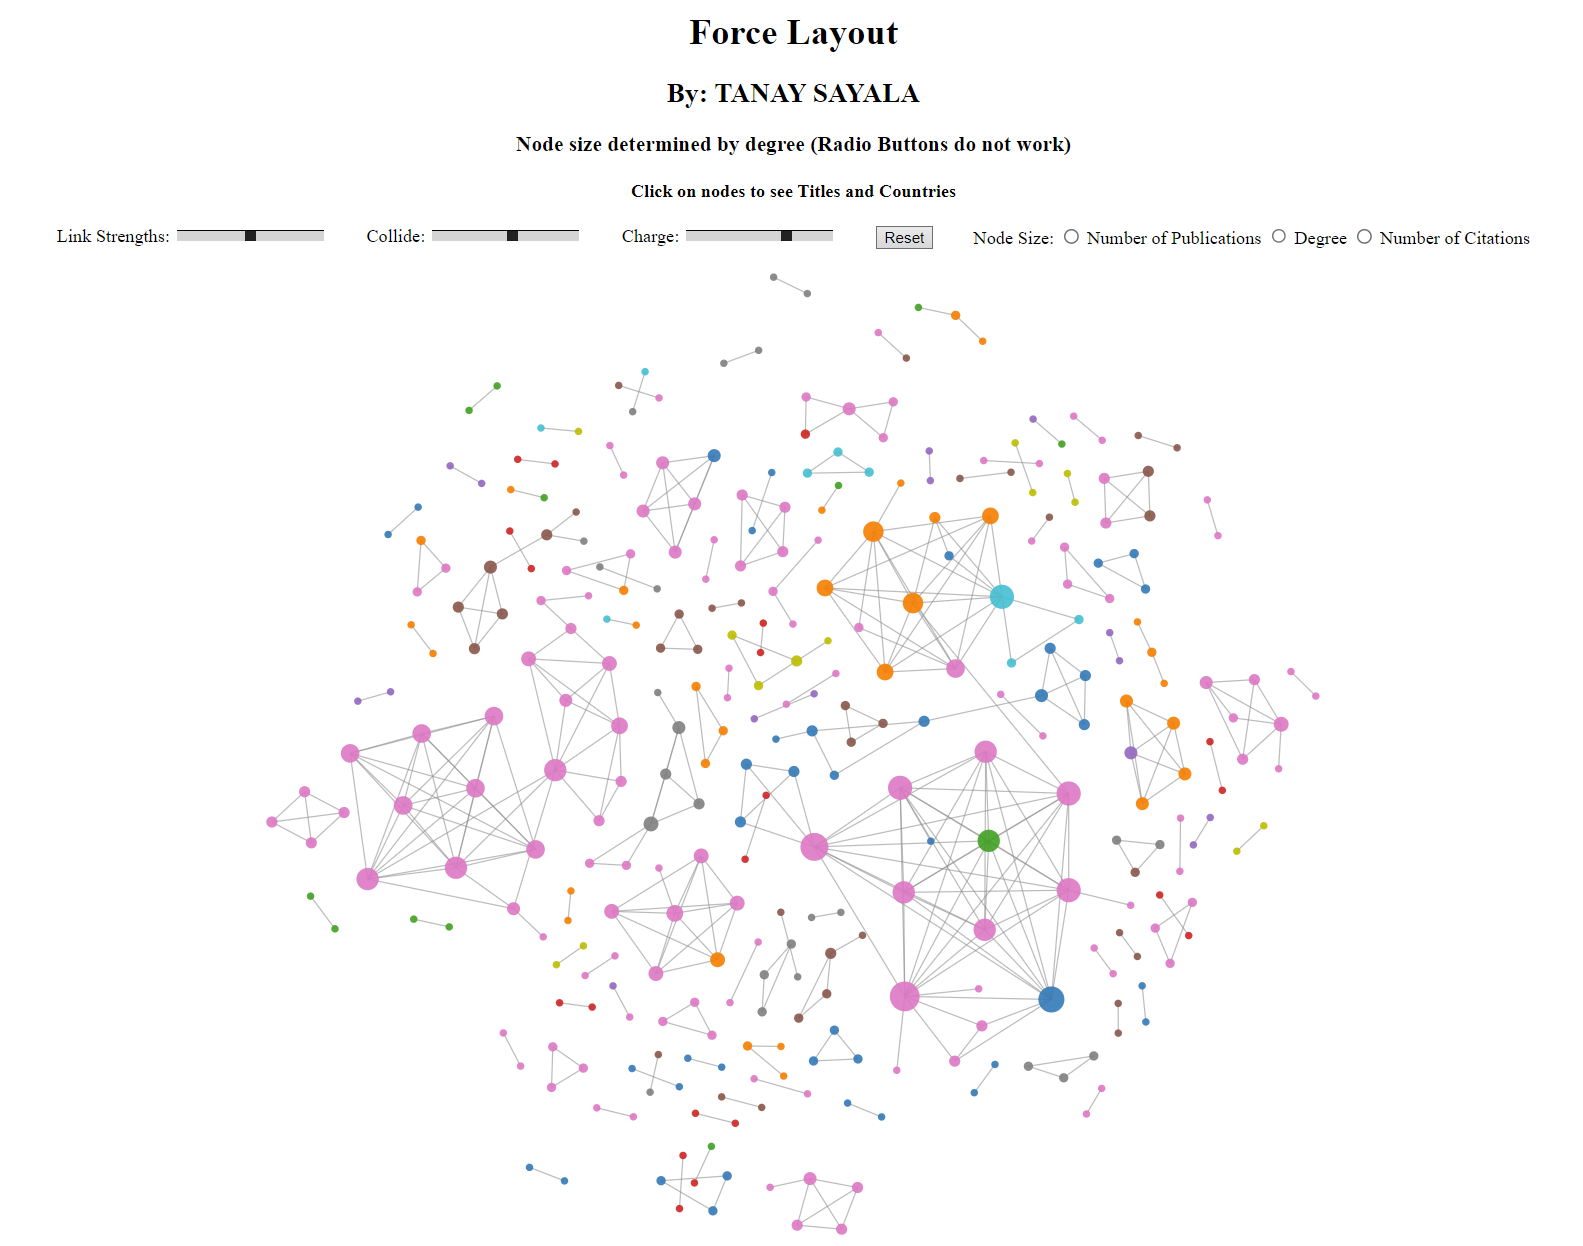 Force Layout
By: TANAY SAYALA
Node size determined by degree (Radio Buttons do not work)
Click on nodes to see Titles and Countries
Link Strengths: Collide: Charge: Reset Node Size: Number of Publications Degree Number of Citations